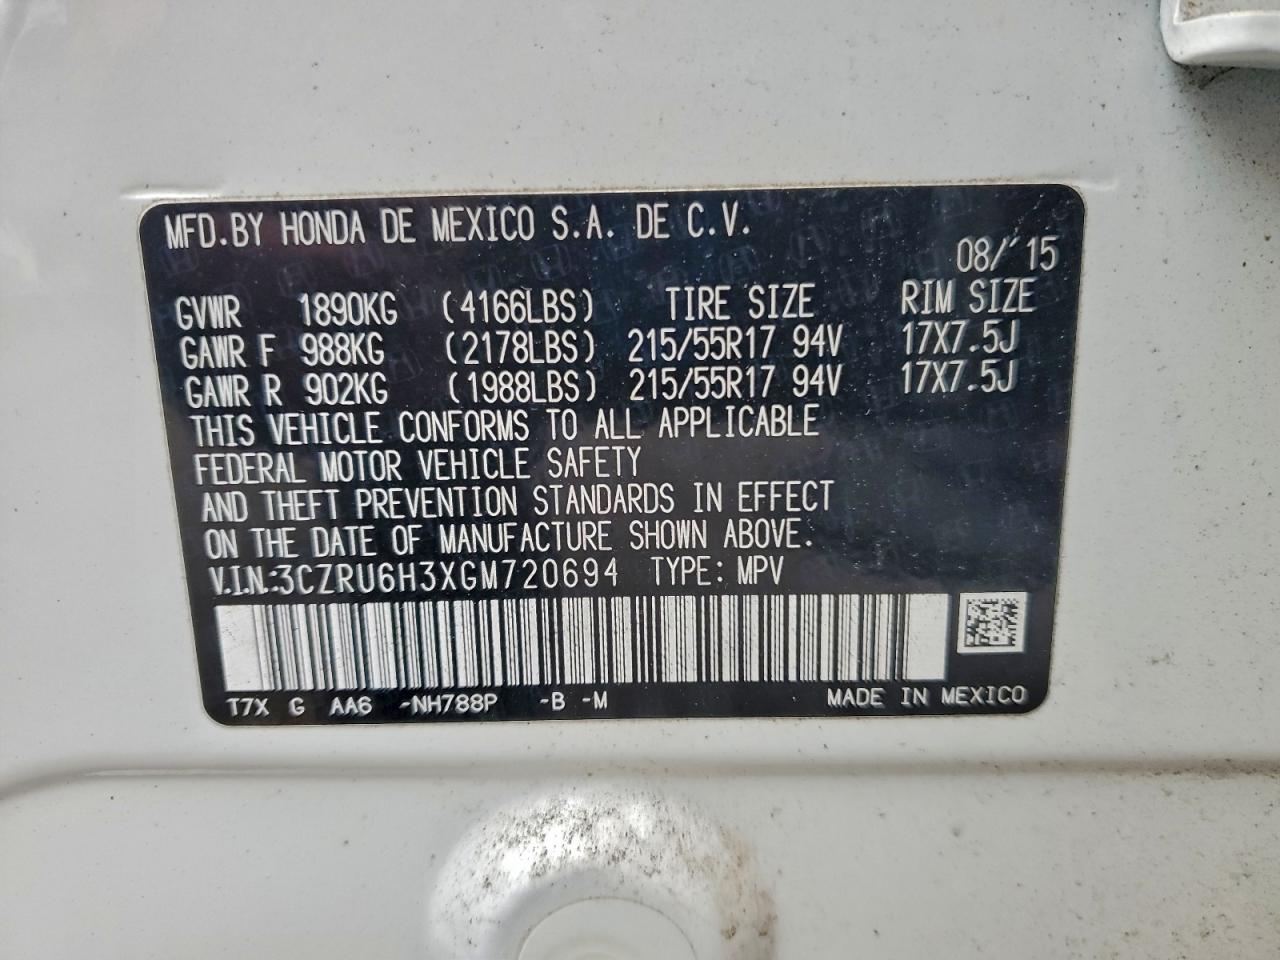 MFD.BY HONDA DE MEXICO S.A. DE C.V.
08/'15
GVWR 1890KG (4166LBS) TIRE SIZE RIM SIZE
GAWR F 988KG (2178LBS) 215/55R17 94V 17X7.5J
GAWR R 902KG (1988LBS) 215/55R17 94V 17X7.5J
THIS VEHICLE CONFORMS TO ALL APPLICABLE
FEDERAL MOTOR VEHICLE SAFETY
AND THEFT PREVENTION STANDARDS IN EFFECT
ON THE DATE OF MANUFACTURE SHOWN ABOVE.
V.I.N.:3CZRU6H3XGM720694 TYPE: MPV
T7X G AA6 -NH788P -B -M MADE IN MEXICO